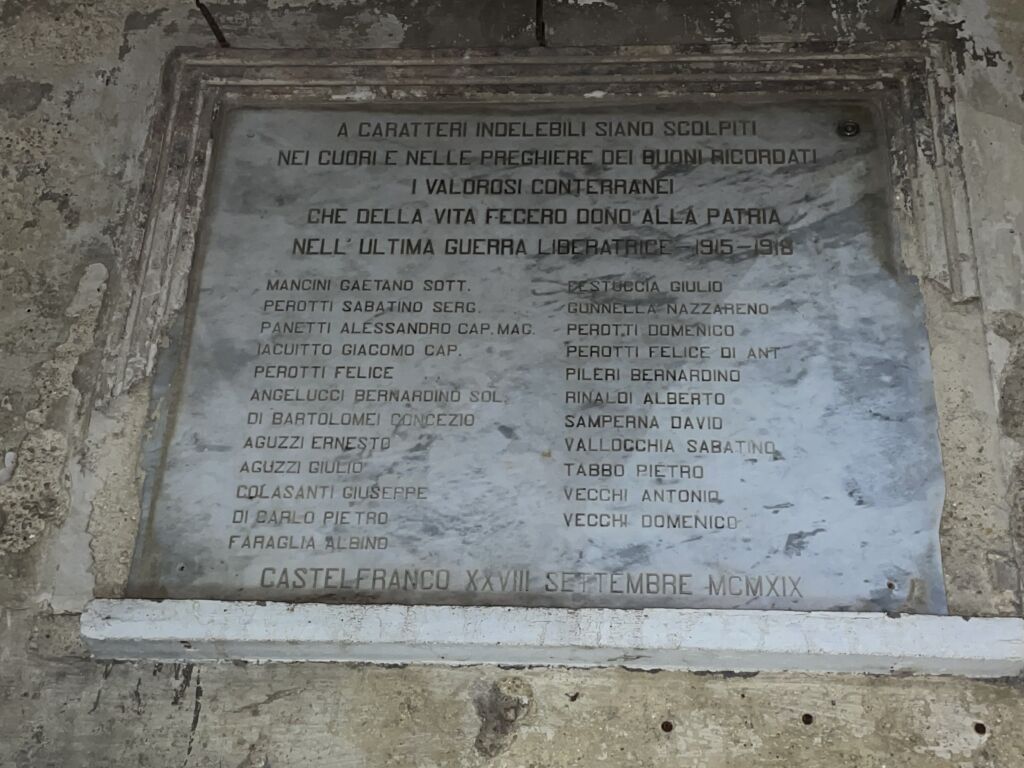 A CARATTERI INDELEBILI SIANO SCOLPITI
NEI CUORI E NELLE PREGHIERE DEI BUONI RICORDATI
I VALOROSI CONTERRANEI
CHE DELLA VITA FECERO DONO ALLA PATRIA
NELL'ULTIMA GUERRA LIBERATRICE - 1915-1918
MANCINI GAETANO SOTT.
PEROTTI SABATINO SERG.
PANETTI ALESSANDRO CAP. MAG.
IACUITTO GIACOMO CAP.
PEROTTI FELICE
ANGELUCCI BERNARDINO SOL.
DI BARTOLOMEI CONCEZIO
AGUZZI ERNESTO
AGUZZI GIULIO
COLASANTI GIUSEPPE
DI CARLO PIETRO
FARAGLIA ALBINO
FESTUCCIA GIULIO
GUNNELLA NAZZARENO
PEROTTI DOMENICO
PEROTTI FELICE DI ANT.
PILERI BERNARDINO
RINALDI ALBERTO
SAMPERNA DAVID
VALLOCCHIA SABATINO
TABBO PIETRO
VECCHI ANTONIO
VECCHI DOMENICO
CASTELFRANCO XXVIII SETTEMBRE MCMXIX